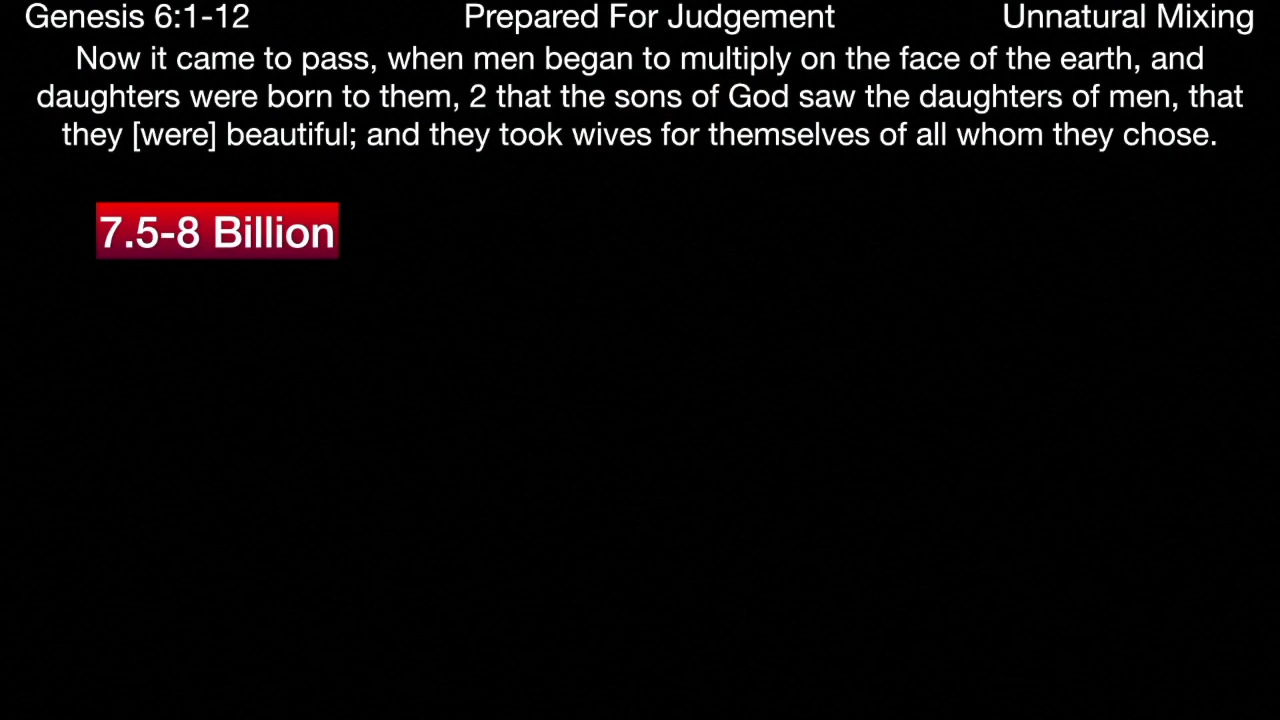 Genesis 6:1-12 Prepared For Judgement Unnatural Mixing
Now it came to pass, when men began to multiply on the face of the earth, and
daughters were born to them, 2 that the sons of God saw the daughters of men, that
they [were] beautiful; and they took wives for themselves of all whom they chose.
7.5-8 Billion